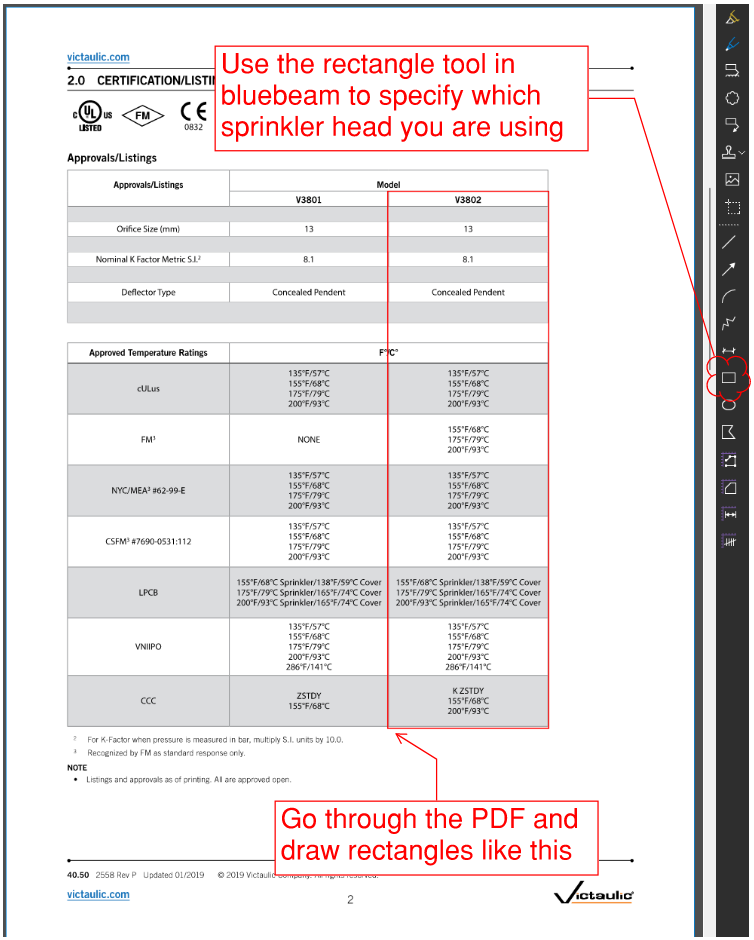 victaulic.com
2.0 CERTIFICATION/LISTIN
Use the rectangle tool in
bluebeam to specify which
sprinkler head you are using
C UL US
LISTED
FM
CE
0832
Approvals/Listings
Approvals/Listings Model
V3801 V3802
Orifice Size (mm) 13 13
Nominal K Factor Metric S.I.² 8.1 8.1
Deflector Type Concealed Pendent Concealed Pendent
Approved Temperature Ratings F°/C°
cULus
135°F/57°C 135°F/57°C
155°F/68°C 155°F/68°C
175°F/79°C 175°F/79°C
200°F/93°C 200°F/93°C
FM³ NONE
155°F/68°C
175°F/79°C
200°F/93°C
NYC/MEA³ #62-99-E
135°F/57°C 135°F/57°C
155°F/68°C 155°F/68°C
175°F/79°C 175°F/79°C
200°F/93°C 200°F/93°C
CSFM³ #7690-0531:112
135°F/57°C 135°F/57°C
155°F/68°C 155°F/68°C
175°F/79°C 175°F/79°C
200°F/93°C 200°F/93°C
LPCB
155°F/68°C Sprinkler/138°F/59°C Cover 155°F/68°C Sprinkler/138°F/59°C Cover
175°F/79°C Sprinkler/165°F/74°C Cover 175°F/79°C Sprinkler/165°F/74°C Cover
200°F/93°C Sprinkler/165°F/74°C Cover 200°F/93°C Sprinkler/165°F/74°C Cover
VNIIPO
135°F/57°C 135°F/57°C
155°F/68°C 155°F/68°C
175°F/79°C 175°F/79°C
200°F/93°C 200°F/93°C
286°F/141°C 286°F/141°C
CCC
ZSTDY K ZSTDY
155°F/68°C 155°F/68°C
200°F/93°C
² For K-Factor when pressure is measured in bar, multiply S.I. units by 10.0.
³ Recognized by FM as standard response only.
NOTE
• Listings and approvals as of printing. All are approved open.
Go through the PDF and
draw rectangles like this
40.50 2558 Rev P Updated 01/2019 © 2019 Victaulic Company. All rights reserved.
victaulic.com
2
Victaulic